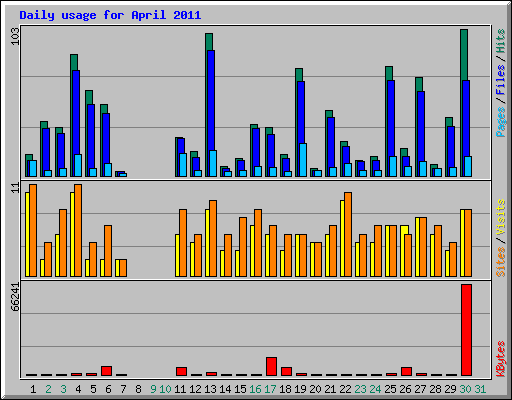 Daily usage for April 2011
103
Pages / Files / Hits
11
Sites / Visits
66241
KBytes
1 2 3 4 5 6 7 8 9 10 11 12 13 14 15 16 17 18 19 20 21 22 23 24 25 26 27 28 29 30 31